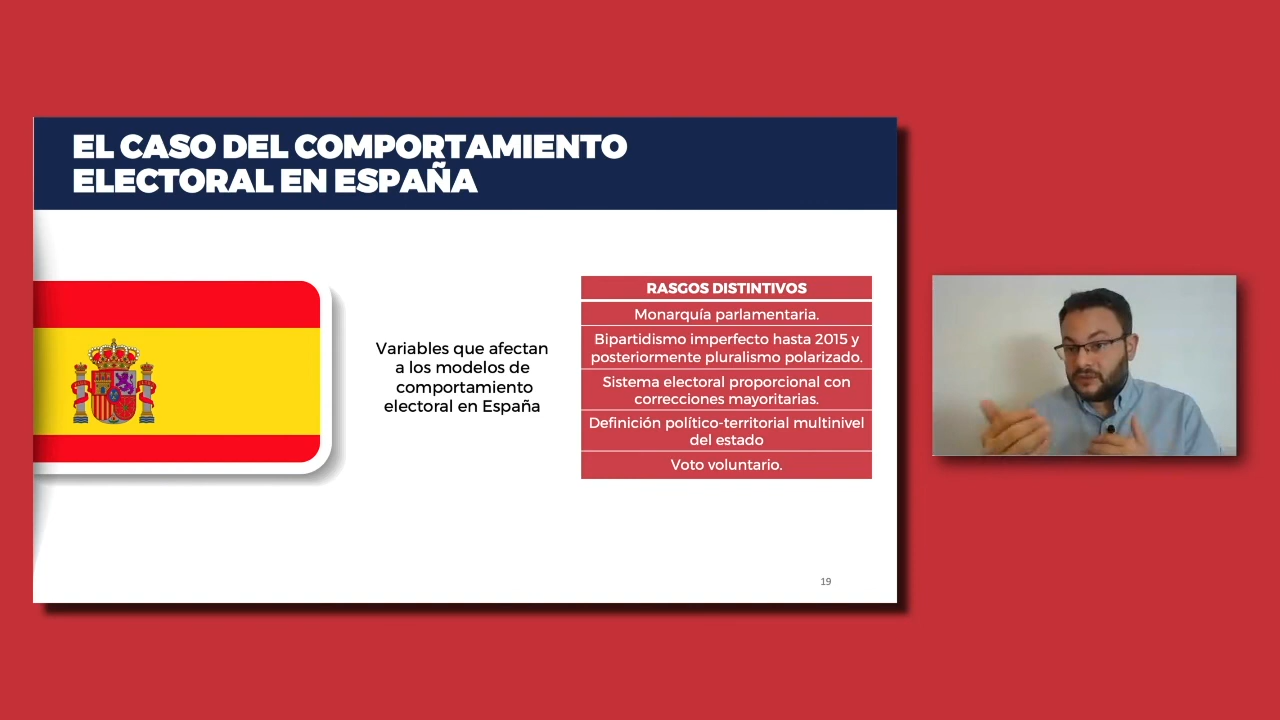 EL CASO DEL COMPORTAMIENTO
ELECTORAL EN ESPAÑA
Variables que afectan
a los modelos de
comportamiento
electoral en España
RASGOS DISTINTIVOS
Monarquía parlamentaria.
Bipartidismo imperfecto hasta 2015 y
posteriormente pluralismo polarizado.
Sistema electoral proporcional con
correcciones mayoritarias.
Definición político-territorial multinivel
del estado
Voto voluntario.
19